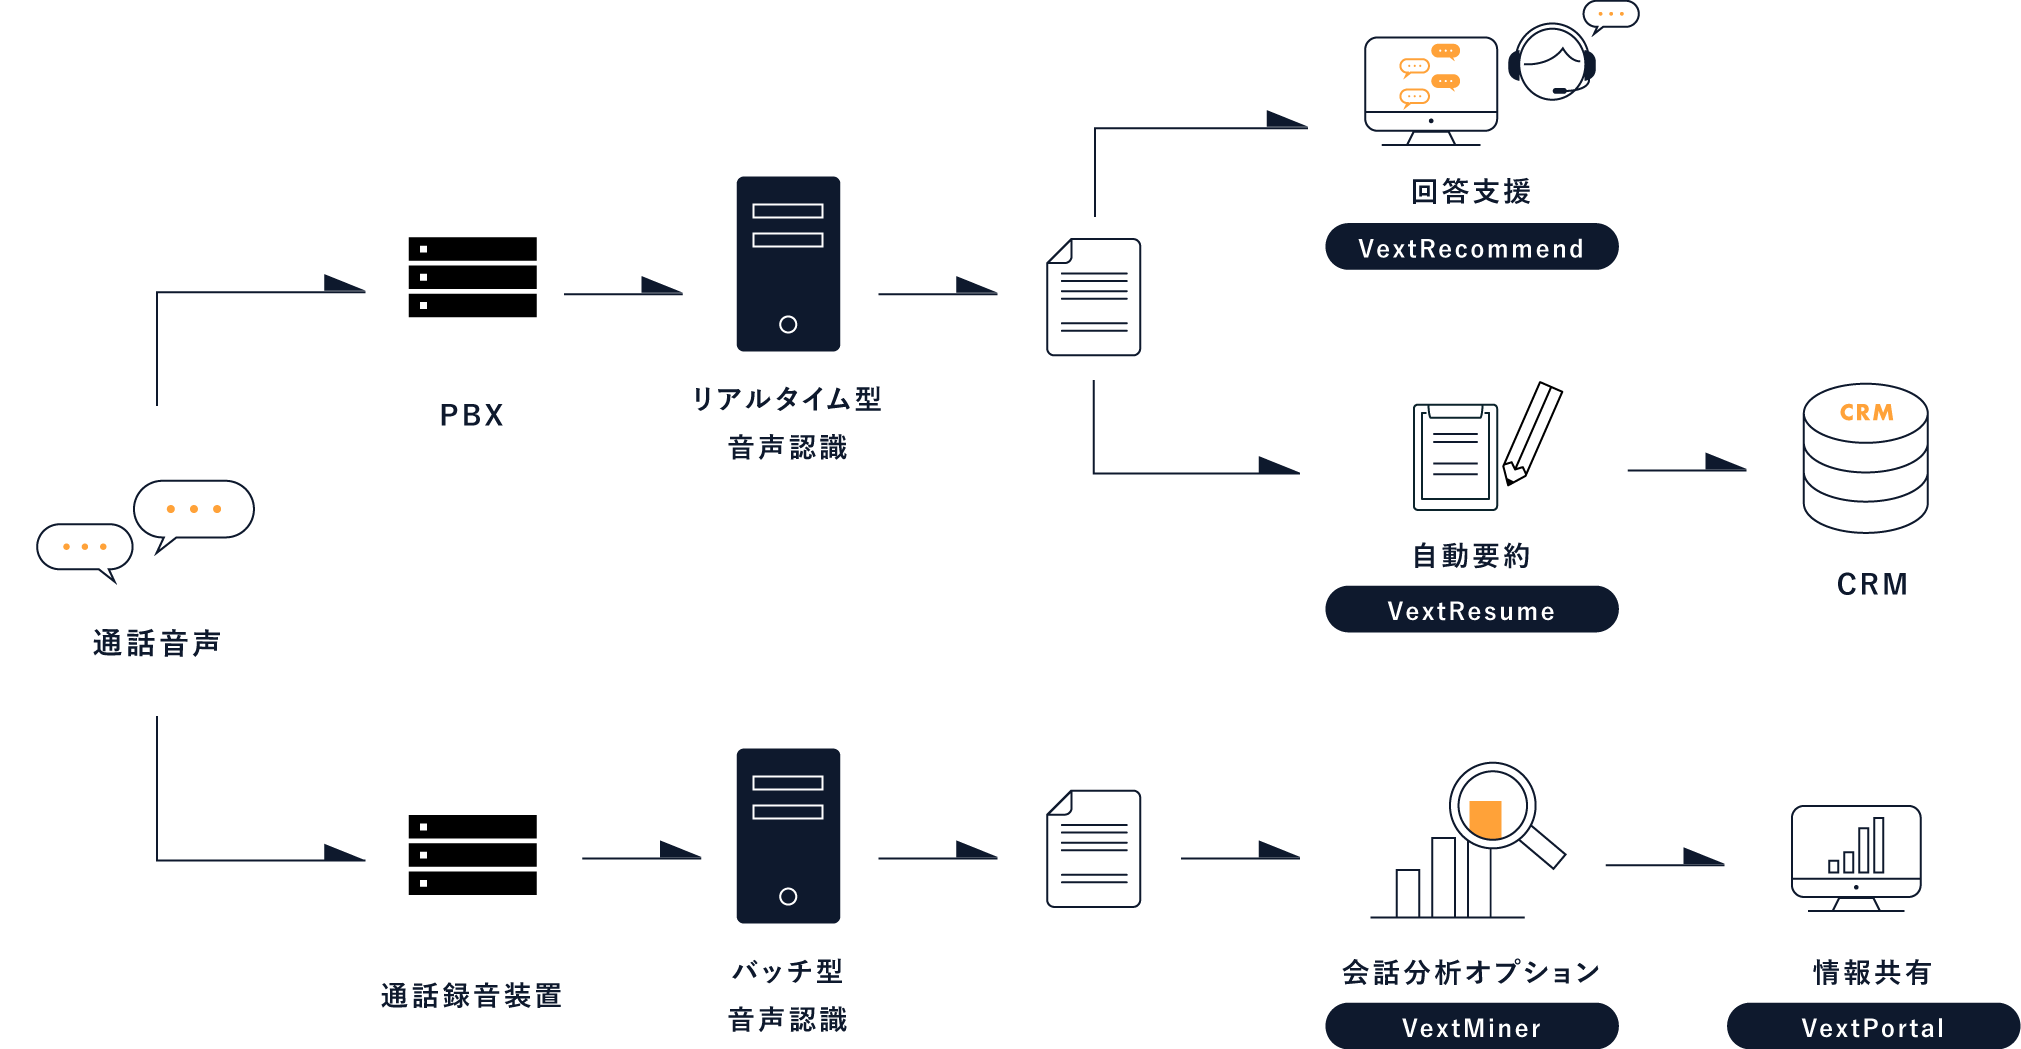 回答支援
VextRecommend
PBX
リアルタイム型
音声認識
自動要約
VextResume
CRM
CRM
通話音声
通話録音装置
バッチ型
音声認識
会話分析オプション
VextMiner
情報共有
VextPortal